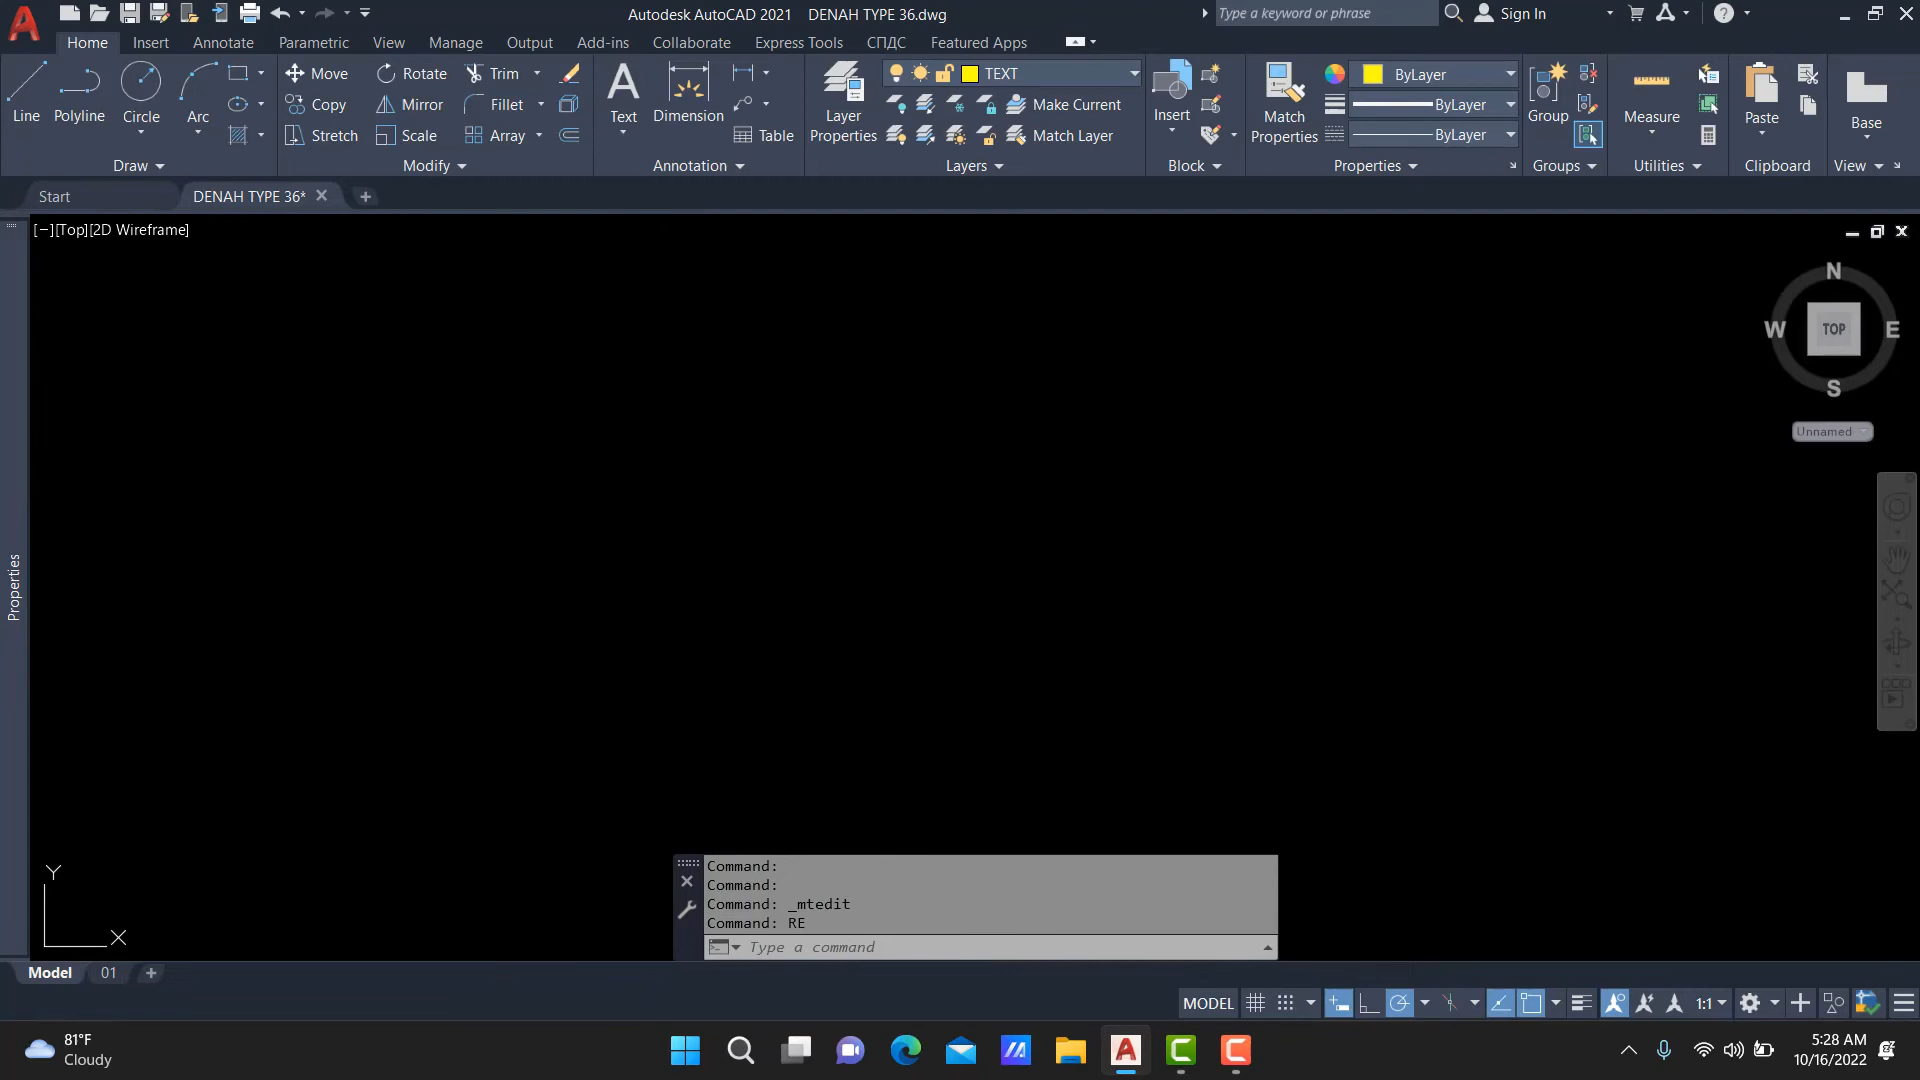 Autodesk AutoCAD 2021 DENAH TYPE 36.dwg
Type a keyword or phrase
Sign In
Home Insert Annotate Parametric View Manage Output Add-ins Collaborate Express Tools СПДС Featured Apps
Line Polyline Circle Arc
Draw
Move Rotate Trim
Copy Mirror Fillet
Stretch Scale Array
Modify
Text Dimension
Table
Annotation
Layer
Properties
TEXT
Make Current
Match Layer
Layers
Insert
Block
Match
Properties
ByLayer
ByLayer
ByLayer
Properties
Group
Groups
Measure
Utilities
Paste
Clipboard
Base
View
Start DENAH TYPE 36*
[−][Top][2D Wireframe]
N
W TOP E
S
Unnamed
Properties
Y
X
Command:
Command:
Command: _mtedit
Command: RE
Type a command
Model 01
MODEL 1:1
81°F
Cloudy
5:28 AM
10/16/2022